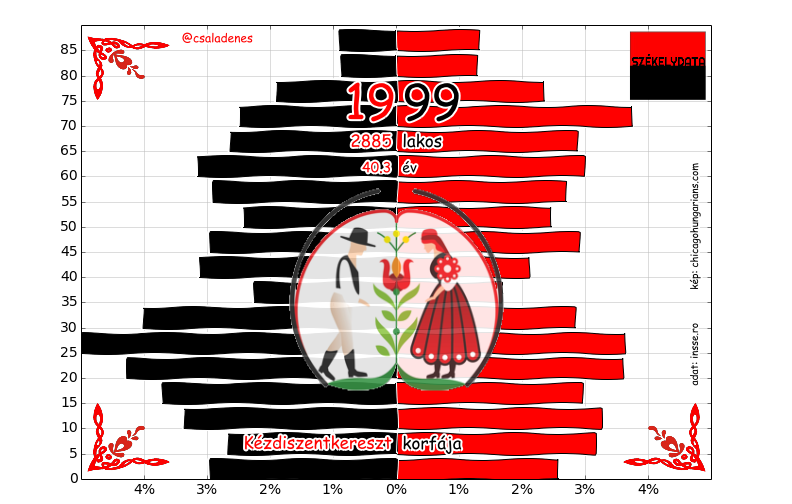 @csaladenes
SZÉKELYDATA
1999
2885 lakos
40.3 év
kép: chicagohungarians.com
adat: insse.ro
Kézdiszentkereszt korfája
85
80
75
70
65
60
55
50
45
40
35
30
25
20
15
10
5
0
4% 3% 2% 1% 0% 1% 2% 3% 4%